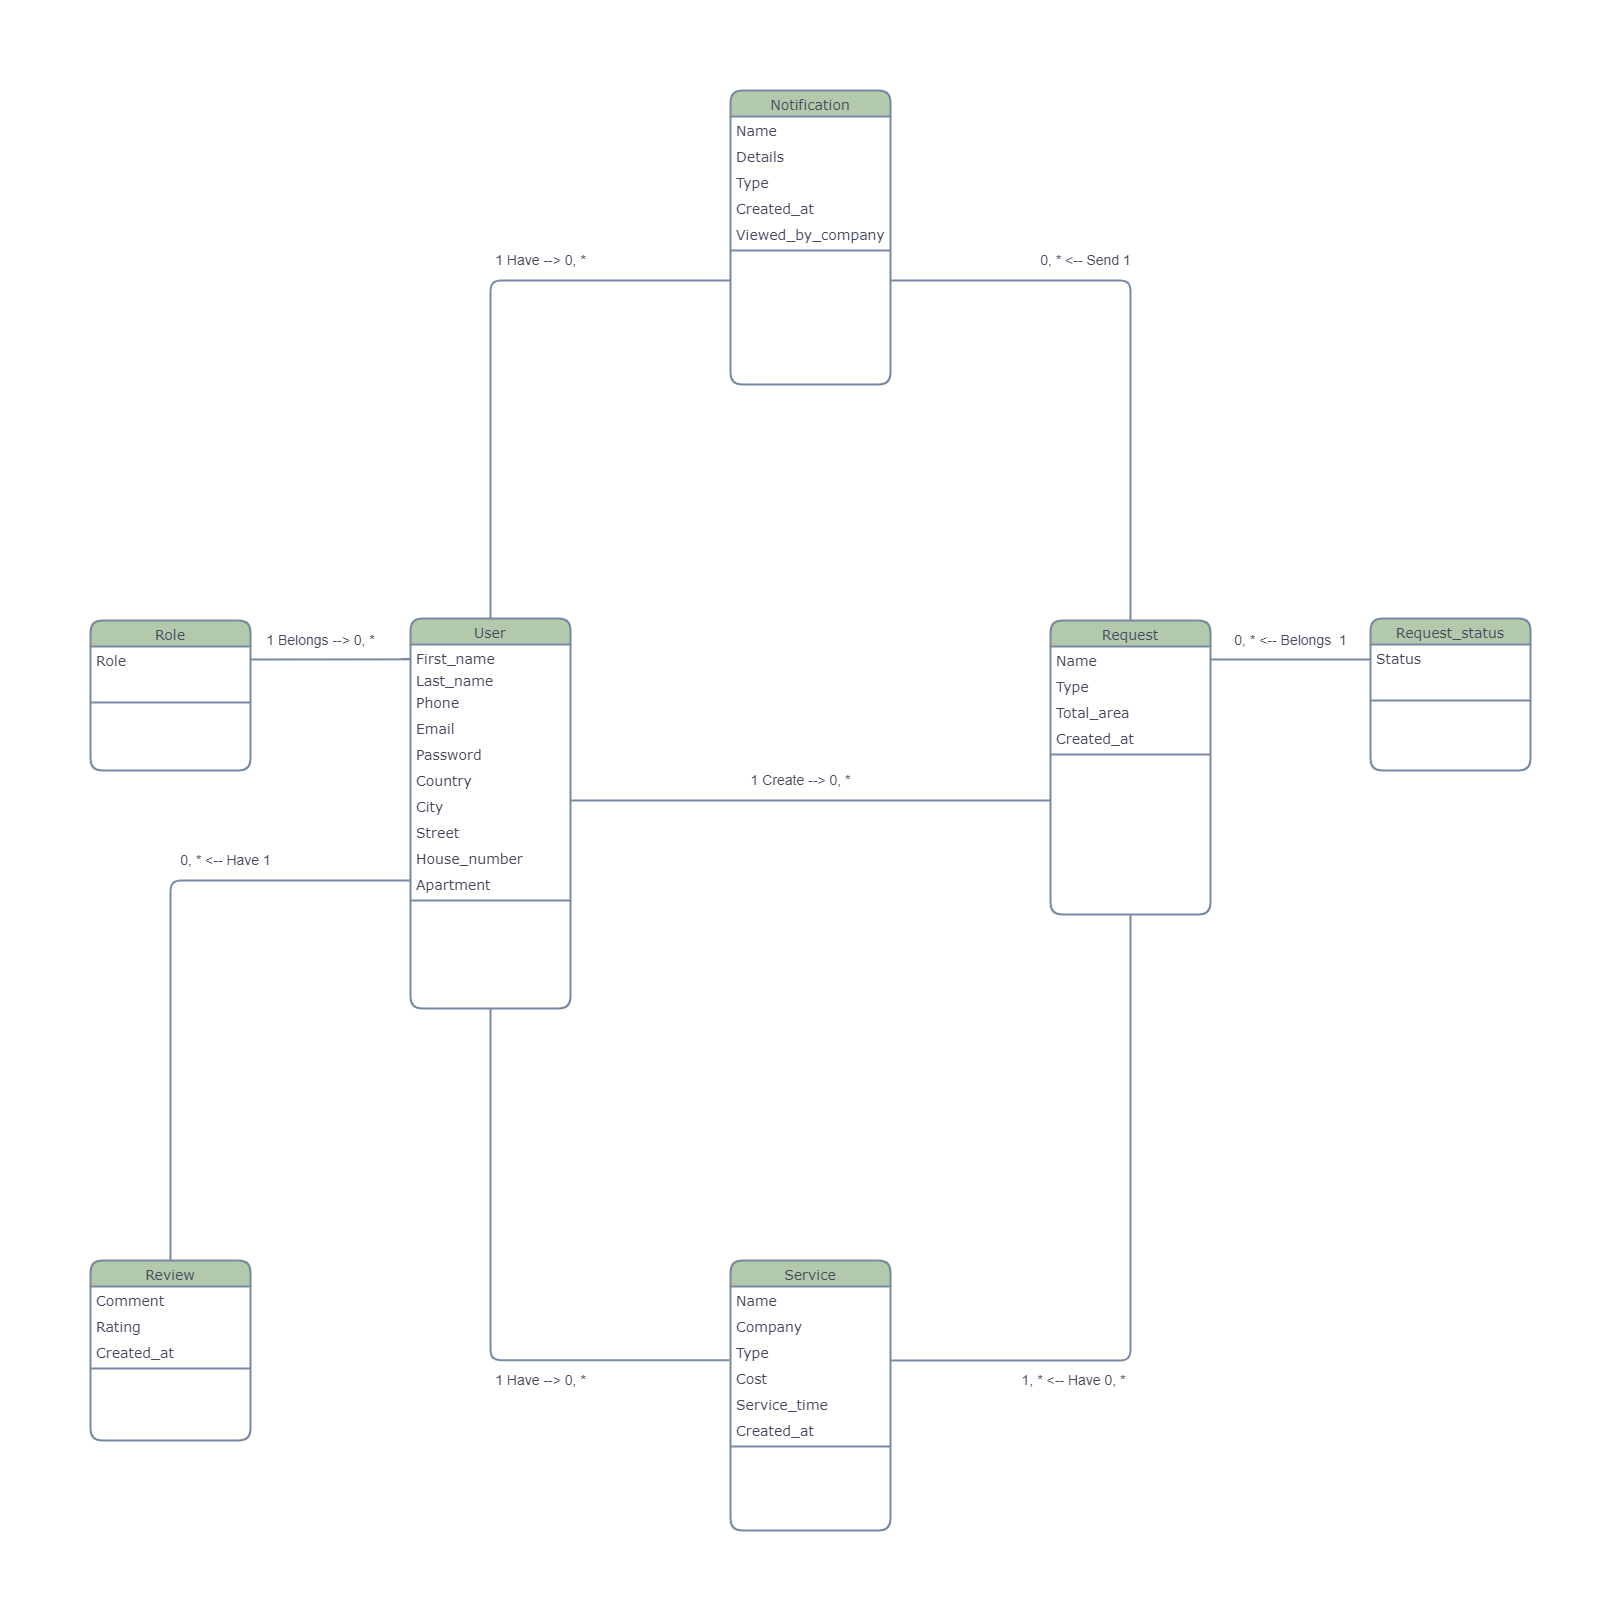 Notification
Name
Details
Type
Created_at
Viewed_by_company
1 Have --> 0, *
0, * <-- Send 1
Role
Role
1 Belongs --> 0, *
User
First_name
Last_name
Phone
Email
Password
Country
City
Street
House_number
Apartment
1 Create --> 0, *
Request
Name
Type
Total_area
Created_at
0, * <-- Belongs  1
Request_status
Status
0, * <-- Have 1
Review
Comment
Rating
Created_at
1 Have --> 0, *
Service
Name
Company
Type
Cost
Service_time
Created_at
1, * <-- Have 0, *